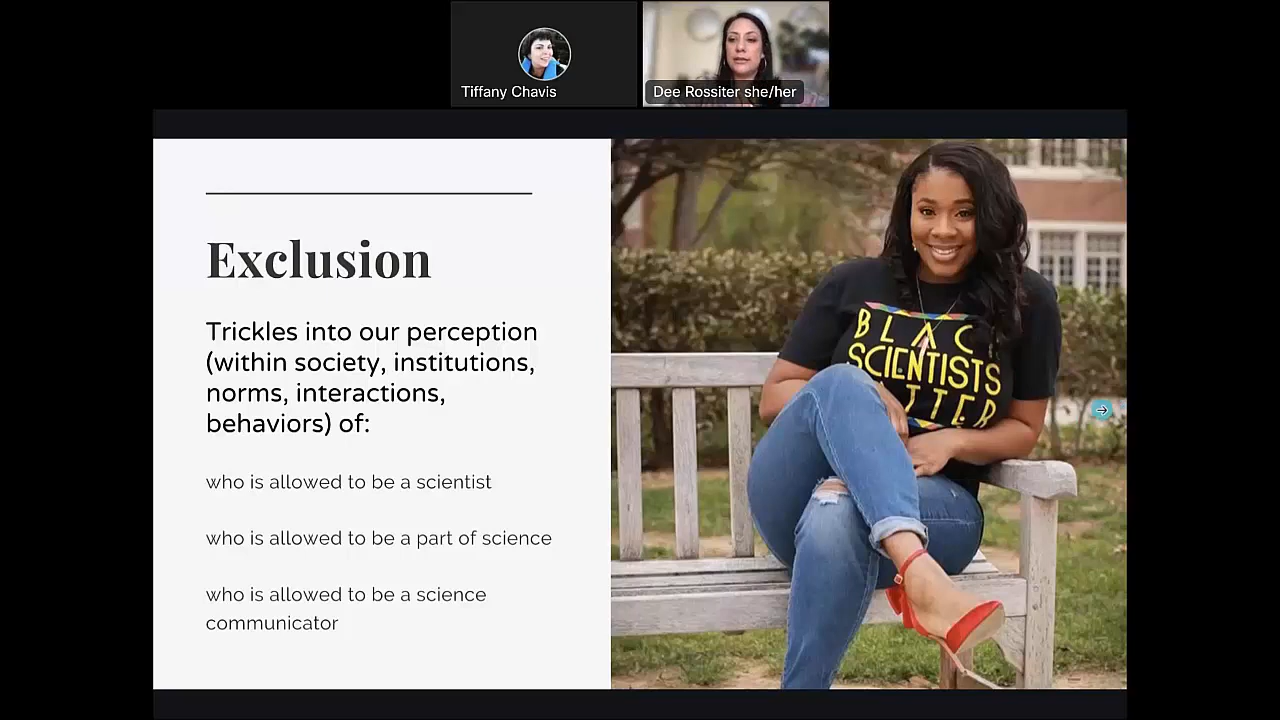 Tiffany Chavis
Dee Rossiter she/her
Exclusion
Trickles into our perception
(within society, institutions,
norms, interactions,
behaviors) of:
who is allowed to be a scientist
who is allowed to be a part of science
who is allowed to be a science
communicator
SCIENTISTS